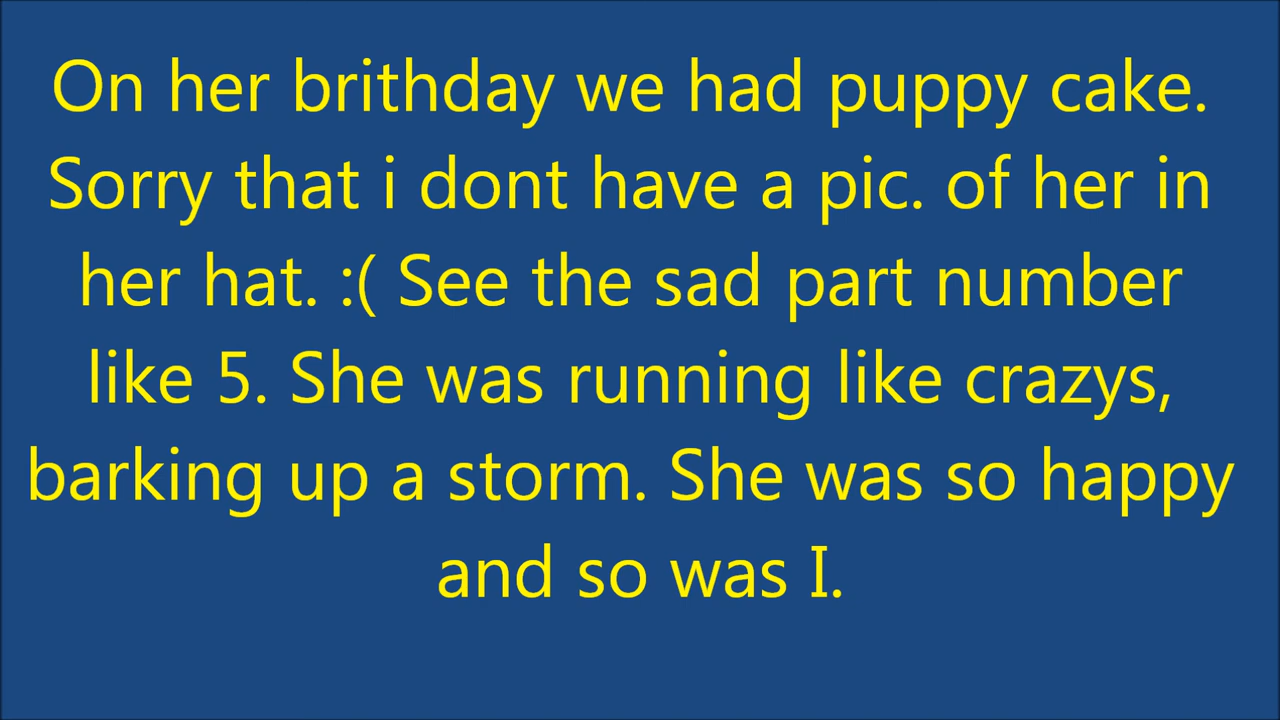 On her brithday we had puppy cake.
Sorry that i dont have a pic. of her in
her hat. :( See the sad part number
like 5. She was running like crazys,
barking up a storm. She was so happy
and so was I.